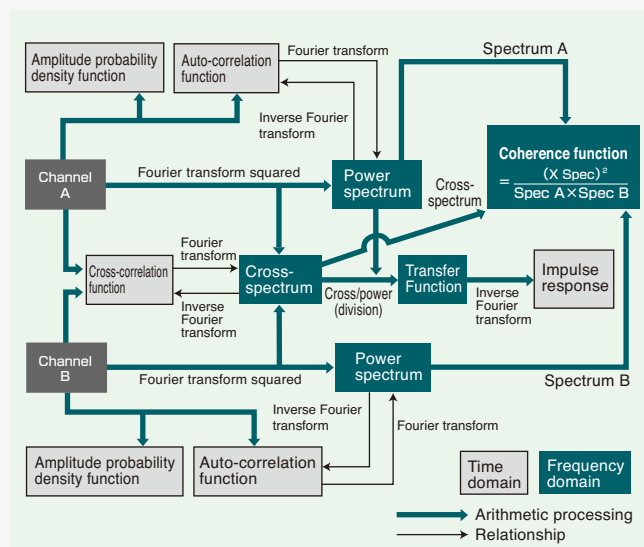 Fourier transform
Spectrum A
Amplitude probability
density function
Auto-correlation
function
Inverse Fourier
transform
Coherence function
= (X Spec)²
Spec A×Spec B
Channel
A
Fourier transform squared
Power
spectrum
Cross-
spectrum
Fourier
transform
Cross-correlation
function
Inverse
Fourier
transform
Cross-
spectrum
Cross/power
(division)
Transfer
Function
Inverse
Fourier
transform
Impulse
response
Channel
B
Fourier transform squared
Power
spectrum
Spectrum B
Inverse Fourier
transform
Fourier transform
Amplitude probability
density function
Auto-correlation
function
Time
domain
Frequency
domain
Arithmetic processing
Relationship